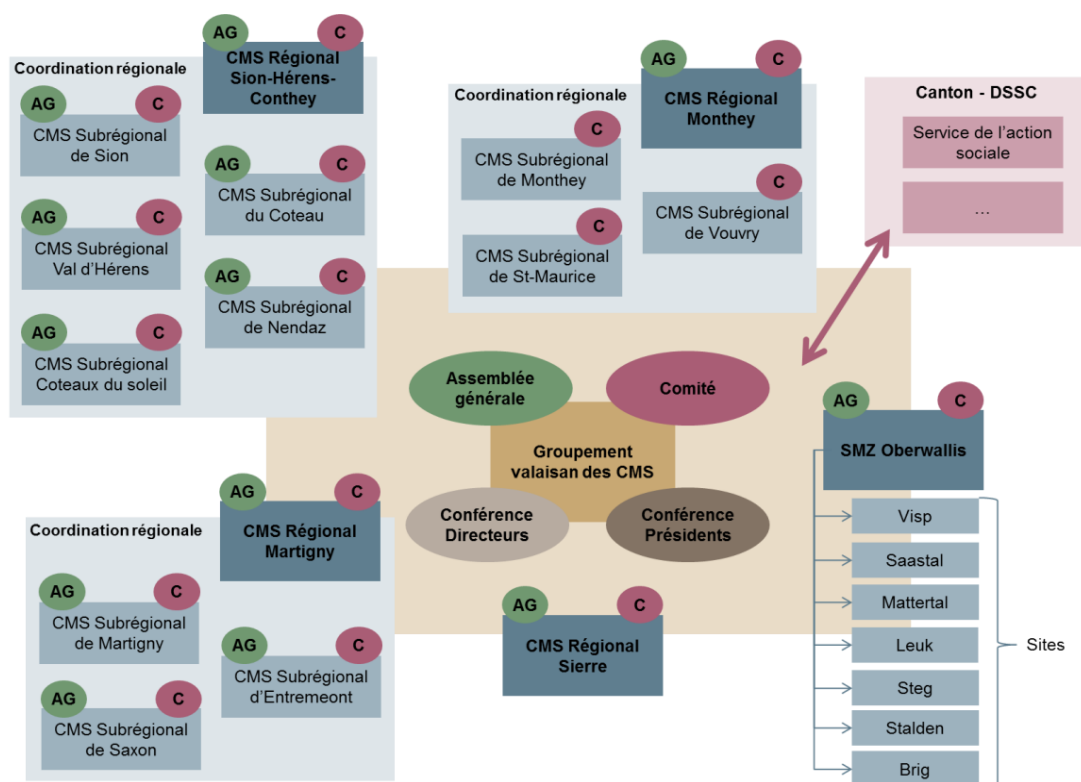 AG
C
CMS Régional
Sion-Hérens-
Conthey
Coordination régionale
AG
C
CMS Subrégional
de Sion
AG
C
CMS Subrégional
du Coteau
AG
C
CMS Subrégional
Val d'Hérens
AG
C
CMS Subrégional
de Nendaz
AG
C
CMS Subrégional
Coteaux du soleil
AG
C
CMS Régional
Monthey
Coordination régionale
C
CMS Subrégional
de Monthey
C
CMS Subrégional
de Vouvry
C
CMS Subrégional
de St-Maurice
Canton - DSSC
Service de l'action
sociale
…
Assemblée
générale
Comité
Groupement
valaisan des CMS
Conférence
Directeurs
Conférence
Présidents
AG
C
SMZ Oberwallis
Visp
Saastal
Mattertal
Leuk
Steg
Stalden
Brig
Sites
AG
C
CMS Régional
Martigny
Coordination régionale
AG
C
CMS Subrégional
de Martigny
AG
C
CMS Subrégional
d'Entremeont
AG
C
CMS Subrégional
de Saxon
AG
C
CMS Régional
Sierre